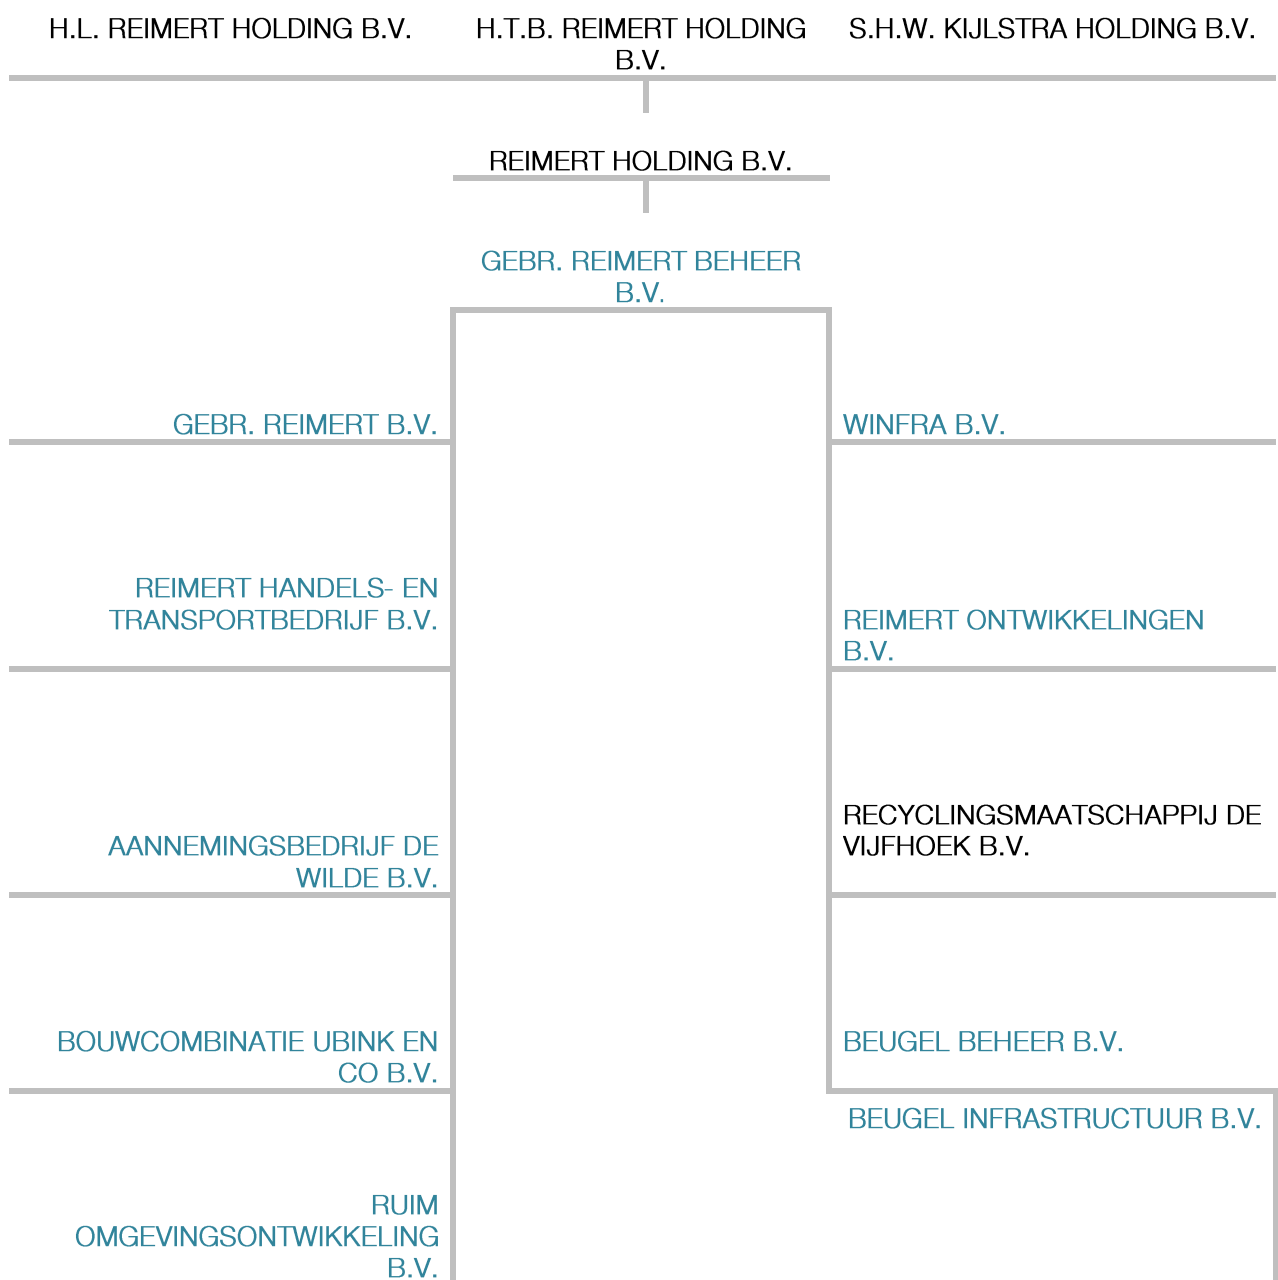 H.L. REIMERT HOLDING B.V.
H.T.B. REIMERT HOLDING
B.V.
S.H.W. KIJLSTRA HOLDING B.V.
REIMERT HOLDING B.V.
GEBR. REIMERT BEHEER
B.V.
GEBR. REIMERT B.V.
WINFRA B.V.
REIMERT HANDELS- EN
TRANSPORTBEDRIJF B.V.
REIMERT ONTWIKKELINGEN
B.V.
AANNEMINGSBEDRIJF DE
WILDE B.V.
RECYCLINGSMAATSCHAPPIJ DE
VIJFHOEK B.V.
BOUWCOMBINATIE UBINK EN
CO B.V.
BEUGEL BEHEER B.V.
BEUGEL INFRASTRUCTUUR B.V.
RUIM
OMGEVINGSONTWIKKELING
B.V.